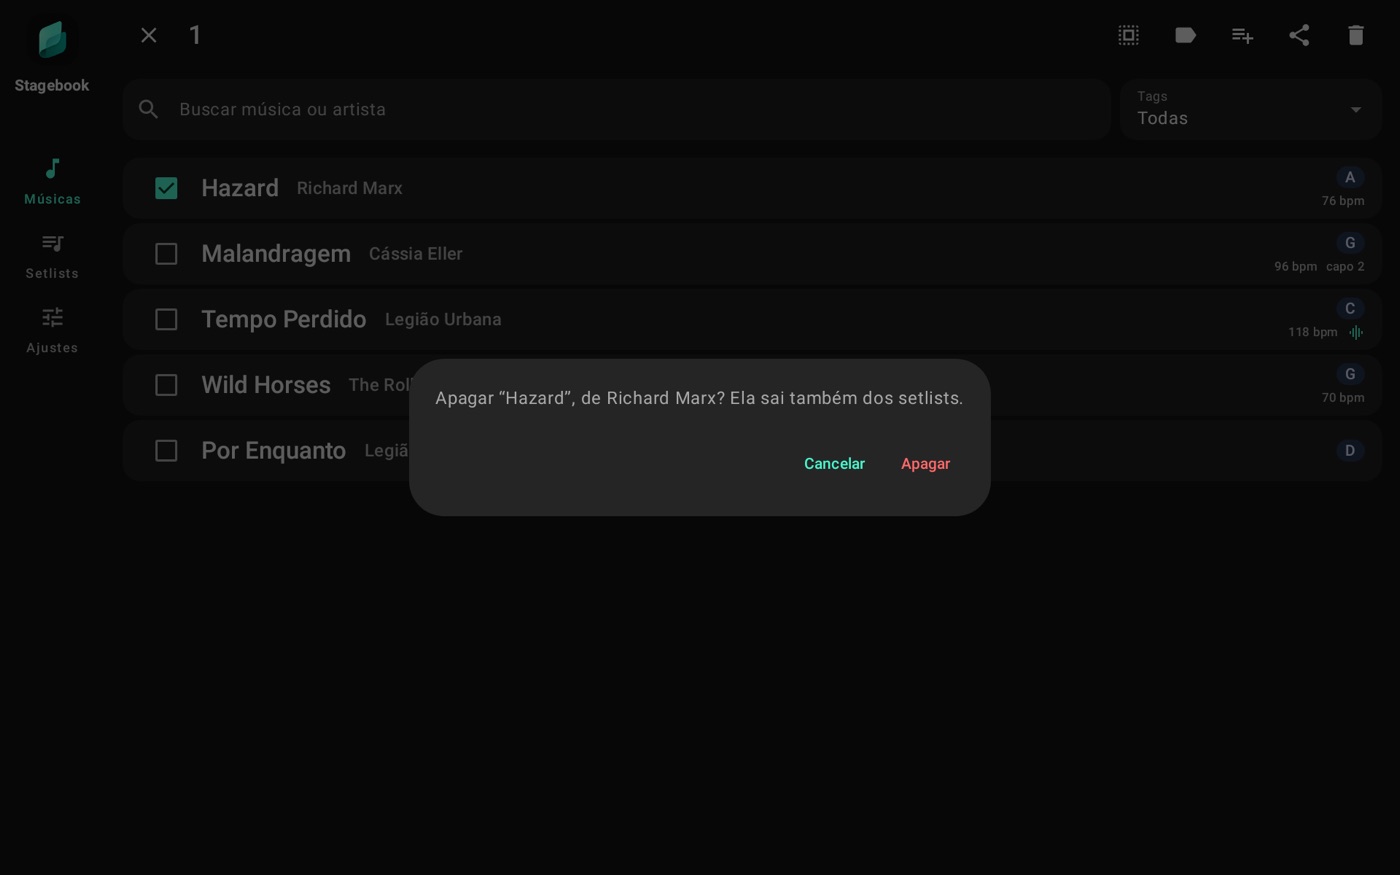 Stagebook
1
Buscar música ou artista
Tags
Todas
Músicas
Setlists
Ajustes
Hazard Richard Marx
A
76 bpm
Malandragem Cássia Eller
G
96 bpm capo 2
Tempo Perdido Legião Urbana
C
118 bpm
Wild Horses The
G
70 bpm
Por Enquanto
D
Apagar “Hazard”, de Richard Marx? Ela sai também dos setlists.
Cancelar Apagar